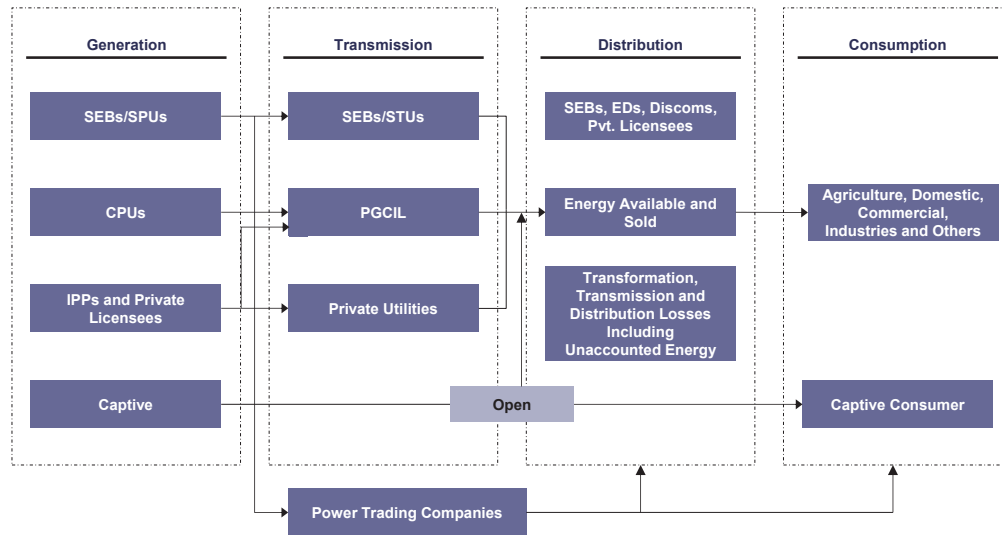 Generation
Transmission
Distribution
Consumption
SEBs/SPUs
SEBs/STUs
SEBs, EDs, Discoms,
Pvt. Licensees
CPUs
PGCIL
Energy Available and
Sold
Agriculture, Domestic,
Commercial,
Industries and Others
IPPs and Private
Licensees
Private Utilities
Transformation,
Transmission and
Distribution Losses
Including
Unaccounted Energy
Captive
Open
Captive Consumer
Power Trading Companies